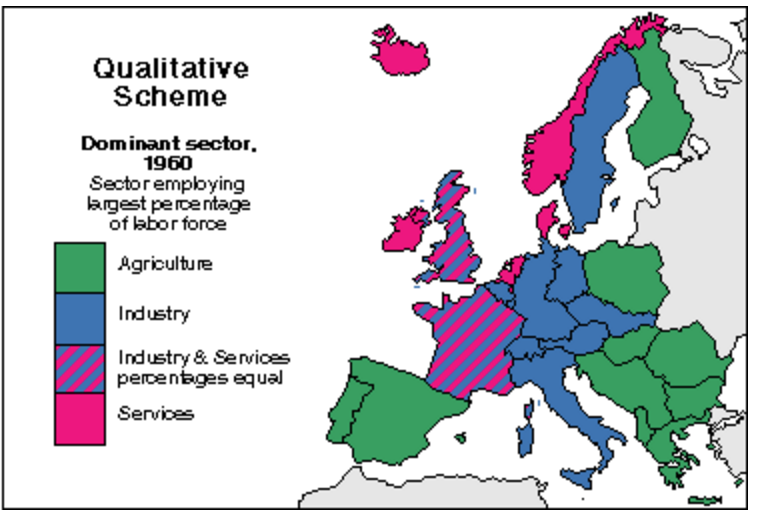 Qualitative
Scheme
Dominant sector,
1960
Sector employing
largest percentage
of labor force
Agriculture
Industry
Industry & Services
percentages equal
Services